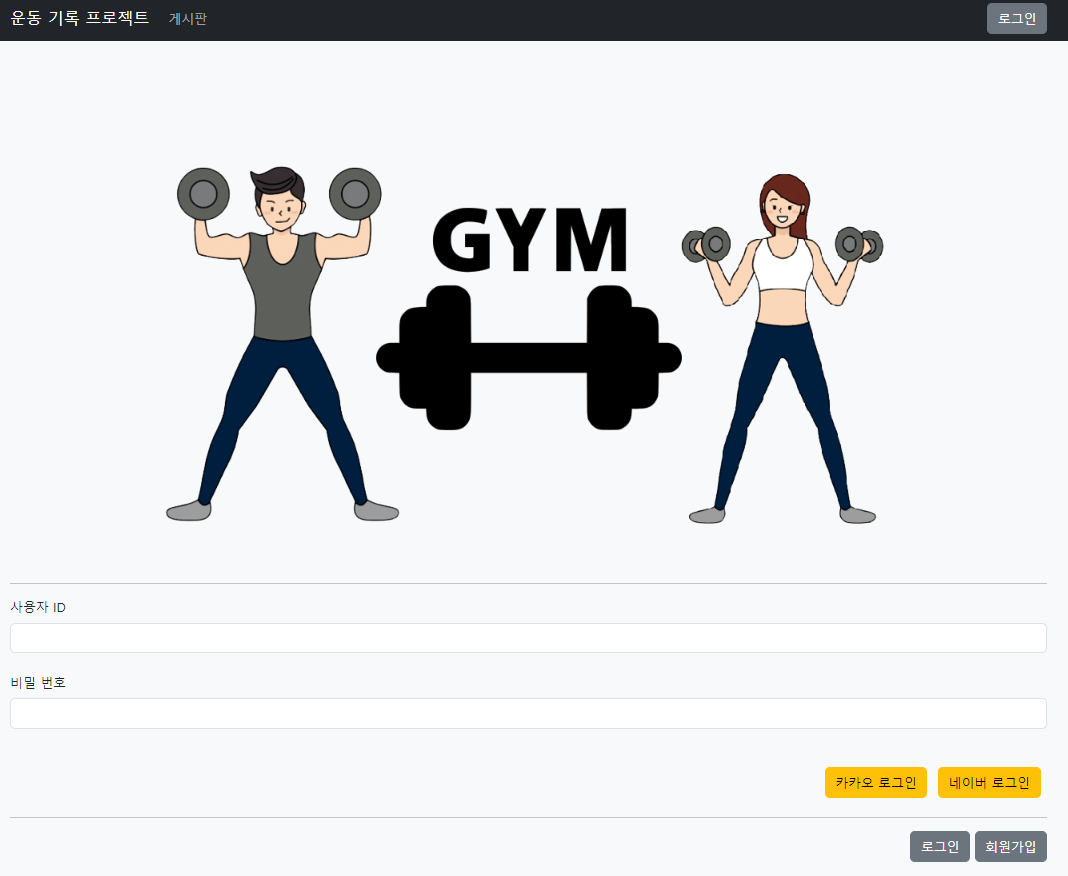 운동 기록 프로젝트 게시판 로그인
GYM
사용자 ID
비밀 번호
카카오 로그인 네이버 로그인
로그인 회원가입